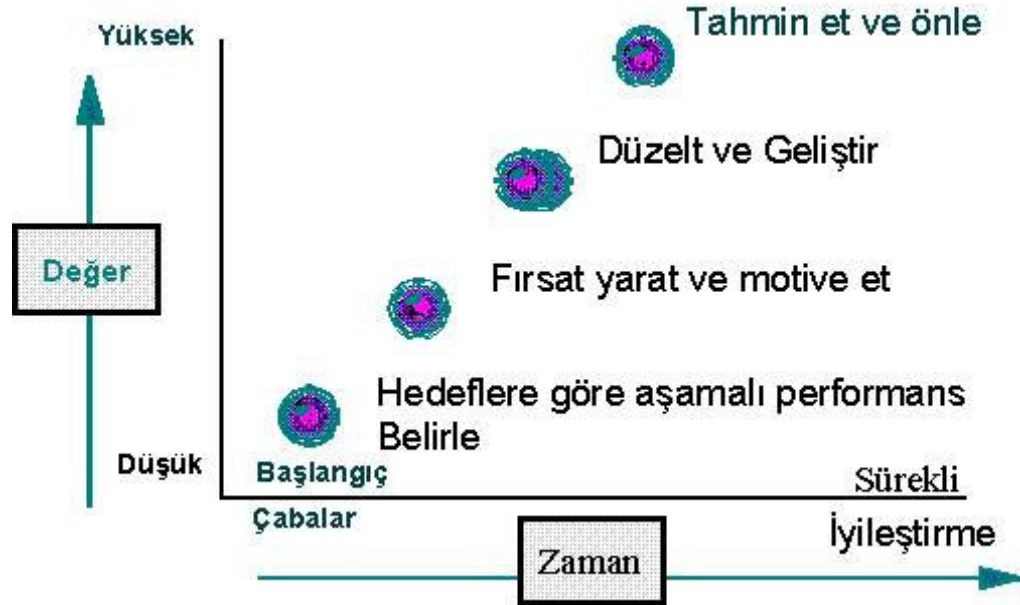 Yüksek
Tahmin et ve önle
Düzelt ve Geliştir
Değer
Fırsat yarat ve motive et
Hedeflere göre aşamalı performans
Belirle
Düşük
Başlangıç
Sürekli
Çabalar
İyileştirme
Zaman